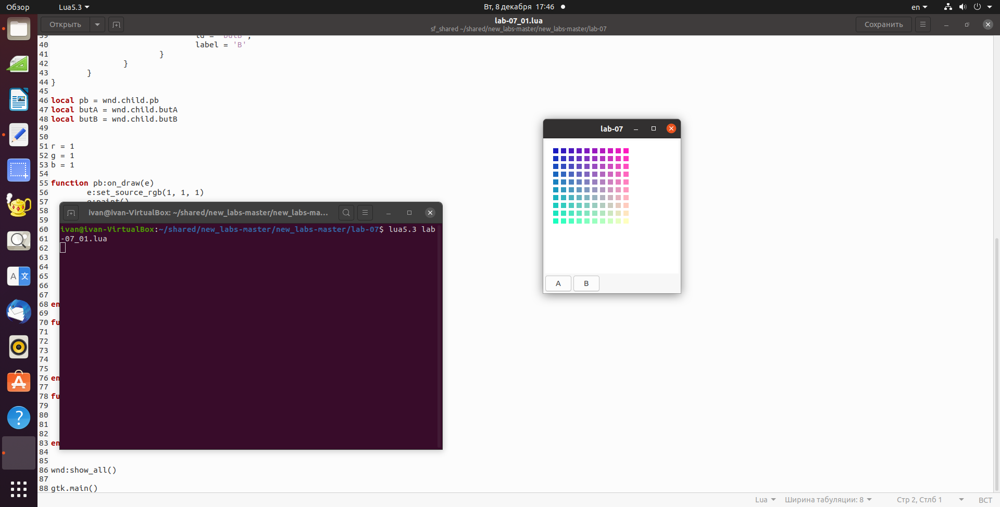 Обзор
Lua5.3
Вт, 8 декабря 17:46
en
Открыть
lab-07_01.lua
sf_shared ~/shared/new_labs-master/new_labs-master/lab-07
Сохранить
39 id = 'butB',
40 label = 'B'
41 }
42 }
43 }
44 }
45
46 local pb = wnd.child.pb
47 local butA = wnd.child.butA
48 local butB = wnd.child.butB
49
50
51 r = 1
52 g = 1
53 b = 1
54
55 function pb:on_draw(e)
56 e:set_source_rgb(1, 1, 1)
57 e:paint()
58
59
60
61
62
63
64
65
66
67
68 en
69
70 fu
71
72
73
74
75
76 en
77
78 fu
79
80
81
82
83 en
84
85
86 wnd:show_all()
87
88 gtk.main()
ivan@ivan-VirtualBox: ~/shared/new_labs-master/new_labs-ma...
ivan@ivan-VirtualBox:~/shared/new_labs-master/new_labs-master/lab-07$ lua5.3 lab
-07_01.lua
lab-07
A
B
Lua
Ширина табуляции: 8
Стр 2, Стлб 1
ВСТ